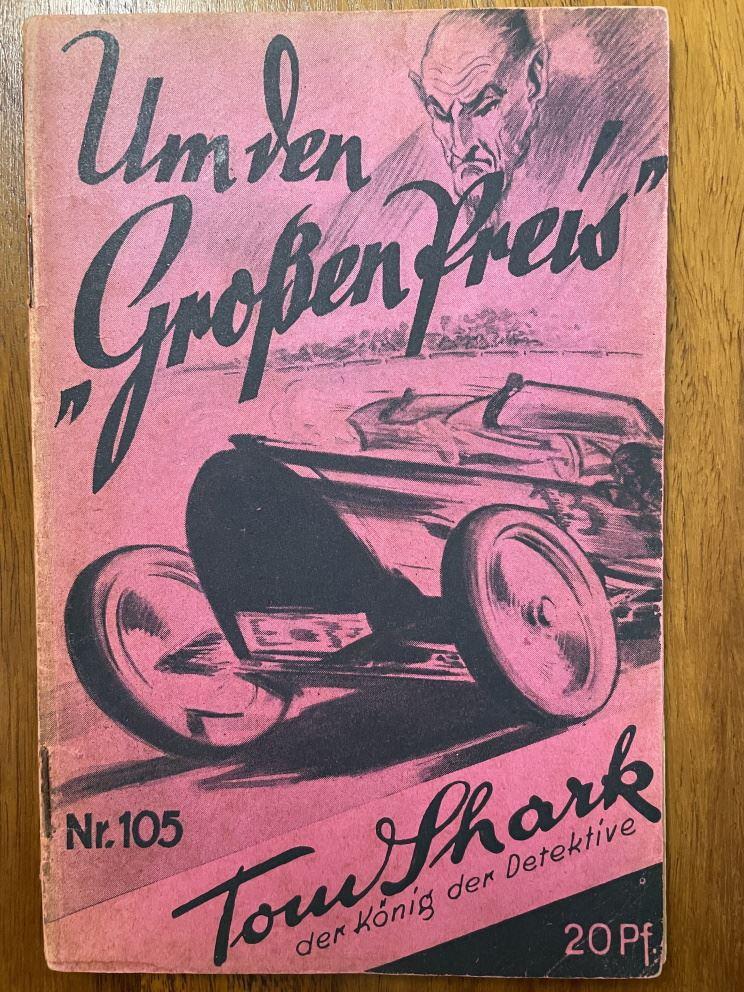 Um den
„Großen Preis”
Nr. 105
Tom Shark
der König der Detektive
20 Pf.